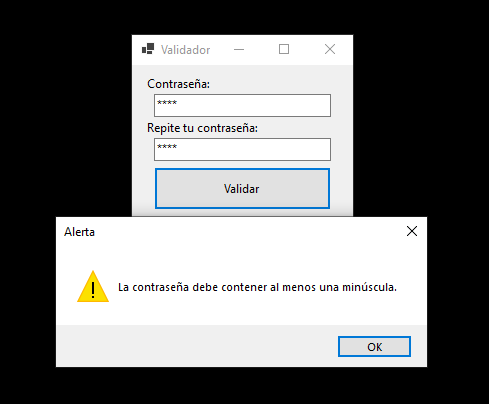 Validador
Contraseña:
****
Repite tu contraseña:
****
Validar
Alerta
La contraseña debe contener al menos una minúscula.
OK